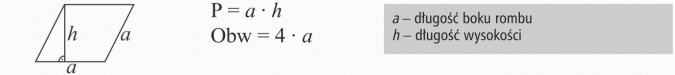 h
a
a
P = a · h
Obw = 4 · a
a – długość boku rombu
h – długość wysokości